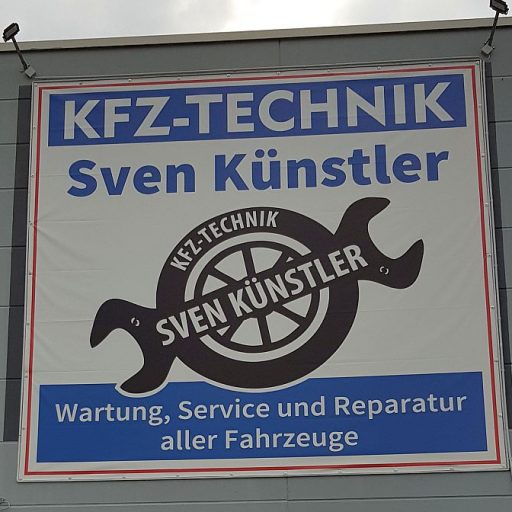 KFZ-TECHNIK
Sven Künstler
KFZ-TECHNIK
SVEN KÜNSTLER
Wartung, Service und Reparatur
aller Fahrzeuge